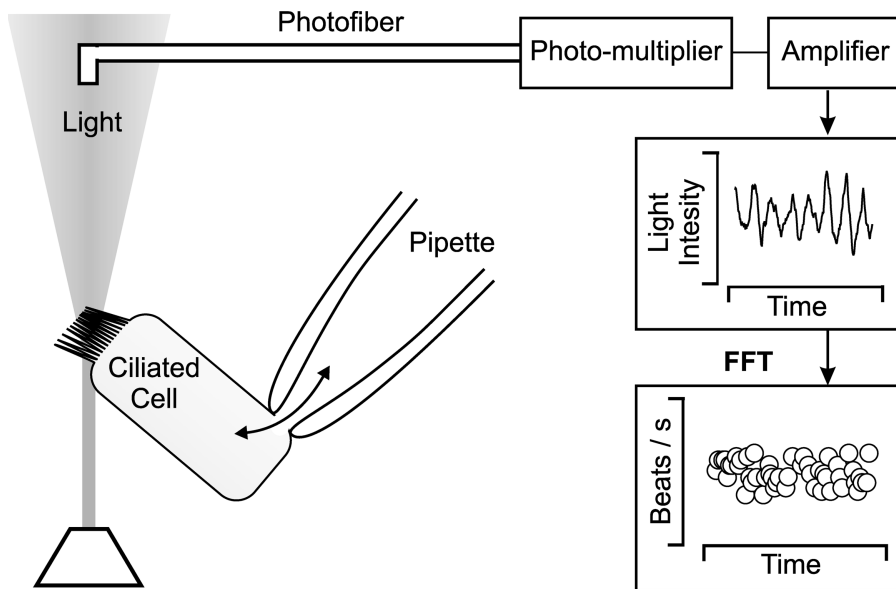 Photofiber
Photo-multiplier
Amplifier
Light
Light
Intesity
Time
Pipette
Ciliated
Cell
FFT
Beats / s
Time